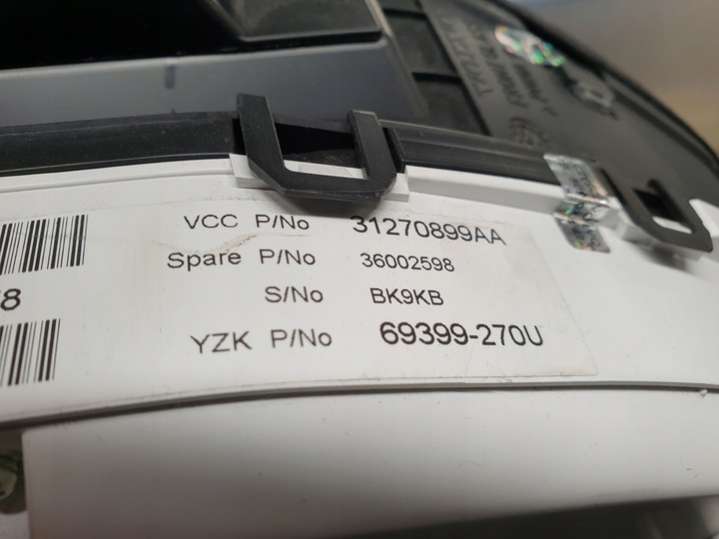 VCC P/No 31270899AA
Spare P/No 36002598
S/No BK9KB
8
YZK P/No 69399-270U